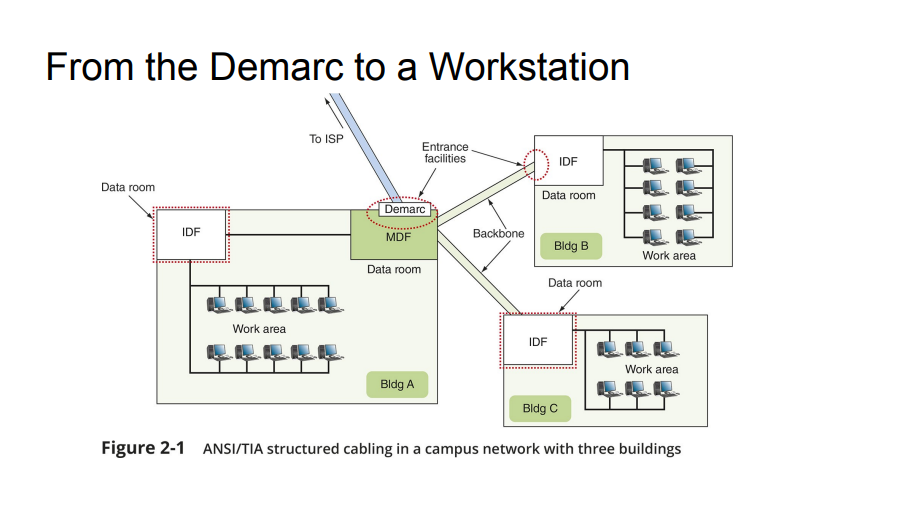 From the Demarc to a Workstation
To ISP
Entrance
facilities
IDF
Data room
Data room
Demarc
IDF
MDF
Backbone
Bldg B
Work area
Data room
Data room
Work area
IDF
Work area
Bldg A
Bldg C
Figure 2-1 ANSI/TIA structured cabling in a campus network with three buildings